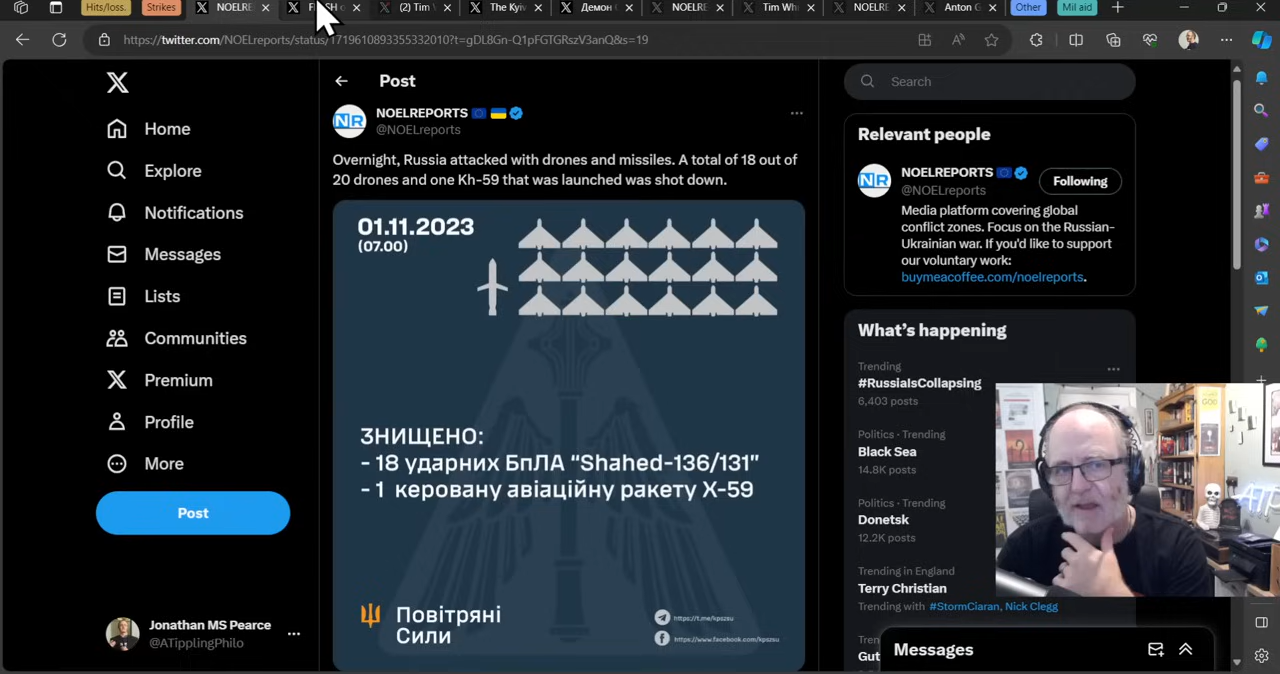 Hits/loss.
Strikes
NOELRE
(2) Tim
The Kyiv
Демон
NOELRE
Tim Wh
NOELRE
Anton G
Other
Mil aid
https://twitter.com/NOELreports/status/1719610893355332010?t=gDL8Gn-Q1pFGTGRszV3anQ&s=19
Home
Explore
Notifications
Messages
Lists
Communities
Premium
Profile
More
Post
Jonathan MS Pearce
@ATipplingPhilo
Post
NR
NOELREPORTS
@NOELreports
Overnight, Russia attacked with drones and missiles. A total of 18 out of
20 drones and one Kh-59 that was launched was shot down.
01.11.2023
(07.00)
ЗНИЩЕНО:
- 18 ударних БпЛА “Shahed-136/131”
- 1 керовану авіаційну ракету Х-59
Повітряні
Сили
https://t.me/kpszsu
https://www.facebook.com/kpszsu
Search
Relevant people
NR
NOELREPORTS
@NOELreports
Following
Media platform covering global
conflict zones. Focus on the Russian-
Ukrainian war. If you'd like to support
our voluntary work:
buymeacoffee.com/noelreports.
What’s happening
Trending
#RussiaIsCollapsing
6,403 posts
Politics · Trending
Black Sea
14.8K posts
Politics · Trending
Donetsk
12.2K posts
Trending in England
Terry Christian
Trending with #StormCiaran, Nick Clegg
Messages